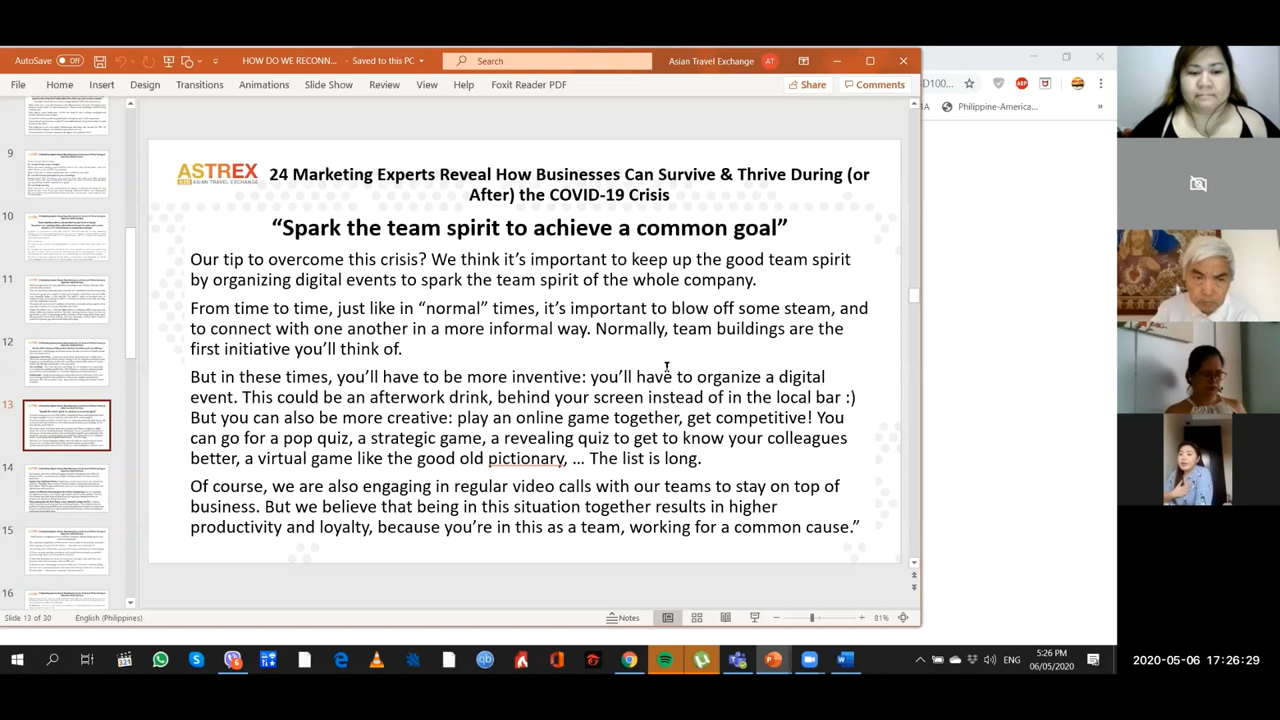 AutoSave Off HOW DO WE RECONN... - Saved to this PC Search Asian Travel Exchange AT
File Home Insert Design Transitions Animations Slide Show Review View Help Foxit Reader PDF Share Comments
D100...
A Philippine-America... »
9
10
11
12
13
14
15
16
ASTREX
ASIAN TRAVEL EXCHANGE
24 Marketing Experts Reveal How Businesses Can Survive & Thrive During (or
After) the COVID-19 Crisis
“Spark the team spirit to achieve a common goal”
Our tip to overcome this crisis? We think it’s important to keep up the good team spirit
by organizing digital events to spark the team spirit of the whole company.
From time to time, just like in “normal” times, it’s important to blow of some steam, and
to connect with one another in a more informal way. Normally, team buildings are the
first initiative you think of.
But in these times, you’ll have to be more inventive: you’ll have to organize a digital
event. This could be an afterwork drink, behind your screen instead of in the local bar :)
But you can also go further: play an online game together, get competitive! You
can go for a pop quiz, a strategic game, a revealing quiz to get to know your colleagues
better, a virtual game like the good old pictionary, … The list is long.
Of course, we are also engaging in regular video calls with our teams to stay on top of
business. But we believe that being in this situation together results in higher
productivity and loyalty, because you’re in this as a team, working for a common cause.”
Slide 13 of 30 English (Philippines) Notes 81%
ENG 5:26 PM
06/05/2020
2020-05-06 17:26:29